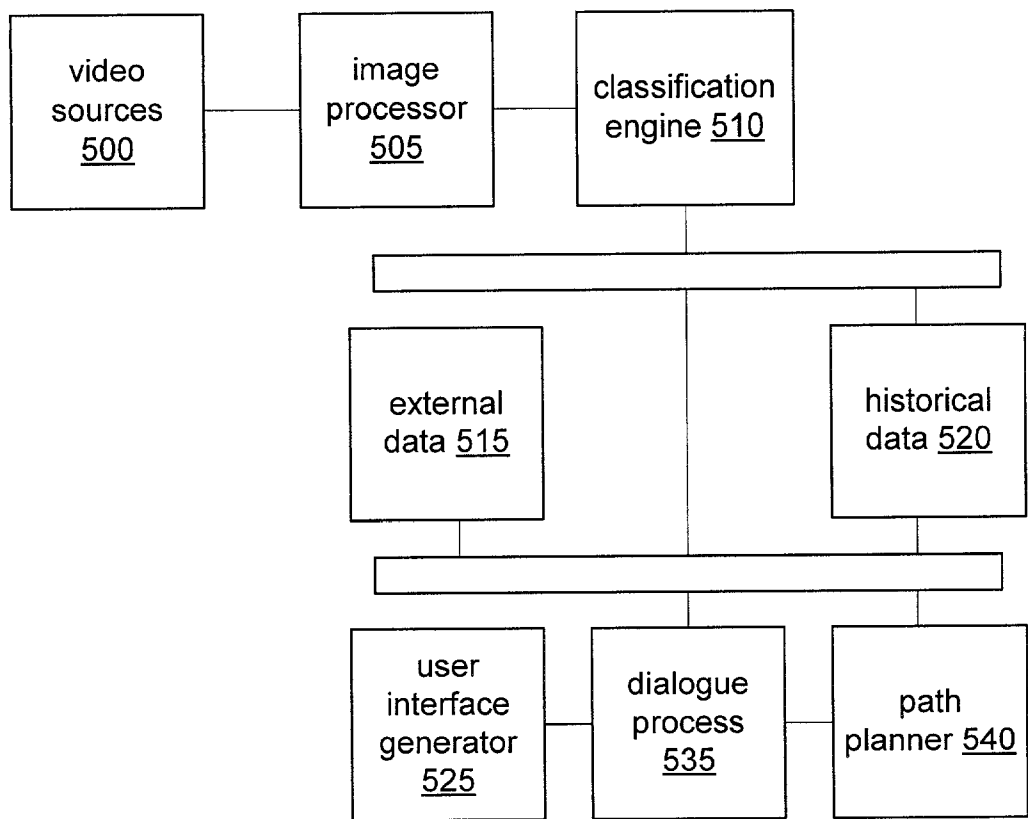 video
sources
500
image
processor
505
classification
engine 510
external
data 515
historical
data 520
user
interface
generator
525
dialogue
process
535
path
planner 540